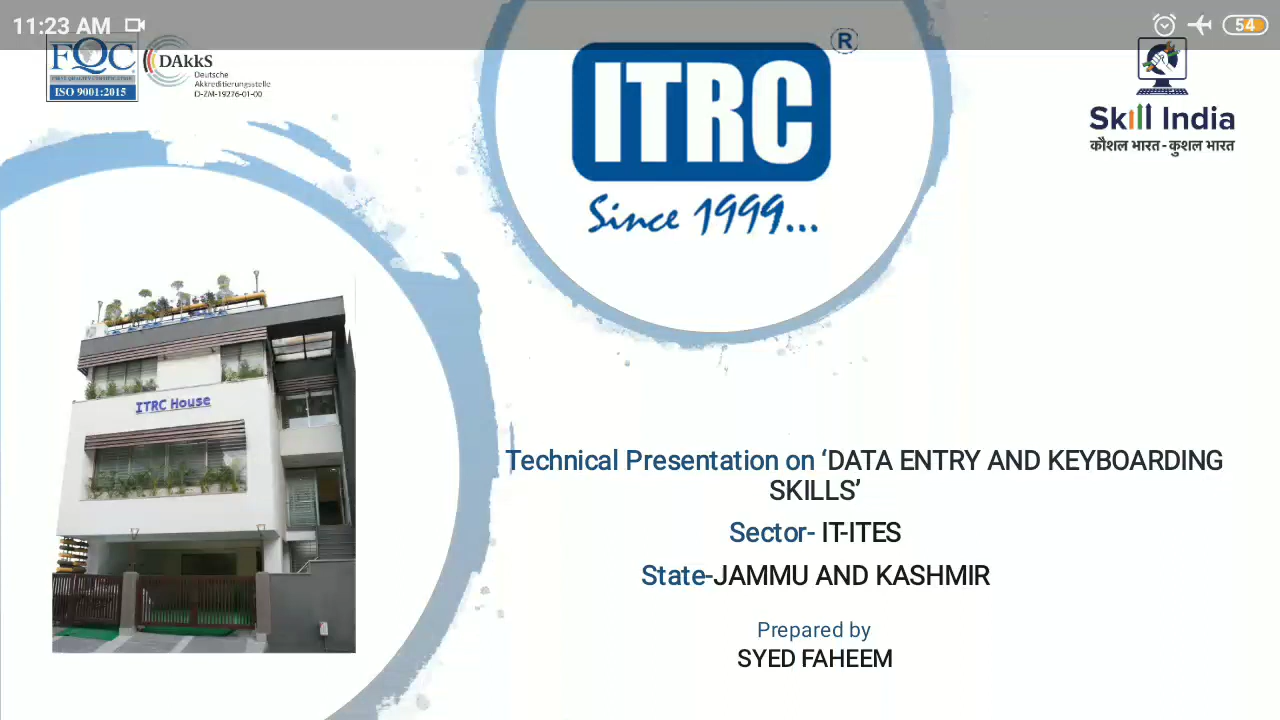 11:23 AM
54
FQC
ISO 9001:2015
DAkkS
Deutsche
Akkreditierungsstelle
D-ZM-19276-01-00
ITRC
®
Since 1999...
Skill India
कौशल भारत - कुशल भारत
ITRC House
Technical Presentation on ‘DATA ENTRY AND KEYBOARDING
SKILLS’
Sector- IT-ITES
State-JAMMU AND KASHMIR
Prepared by
SYED FAHEEM